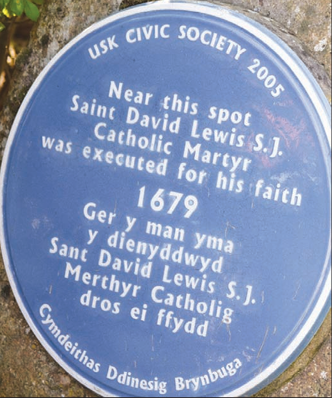 USK CIVIC SOCIETY 2005
Near this spot
Saint David Lewis S.J.
Catholic Martyr
was executed for his faith
1679
Ger y man yma
y dienyddwyd
Sant David Lewis S.J.
Merthyr Catholig
dros ei ffydd
Cymdeithas Ddinesig Brynbuga